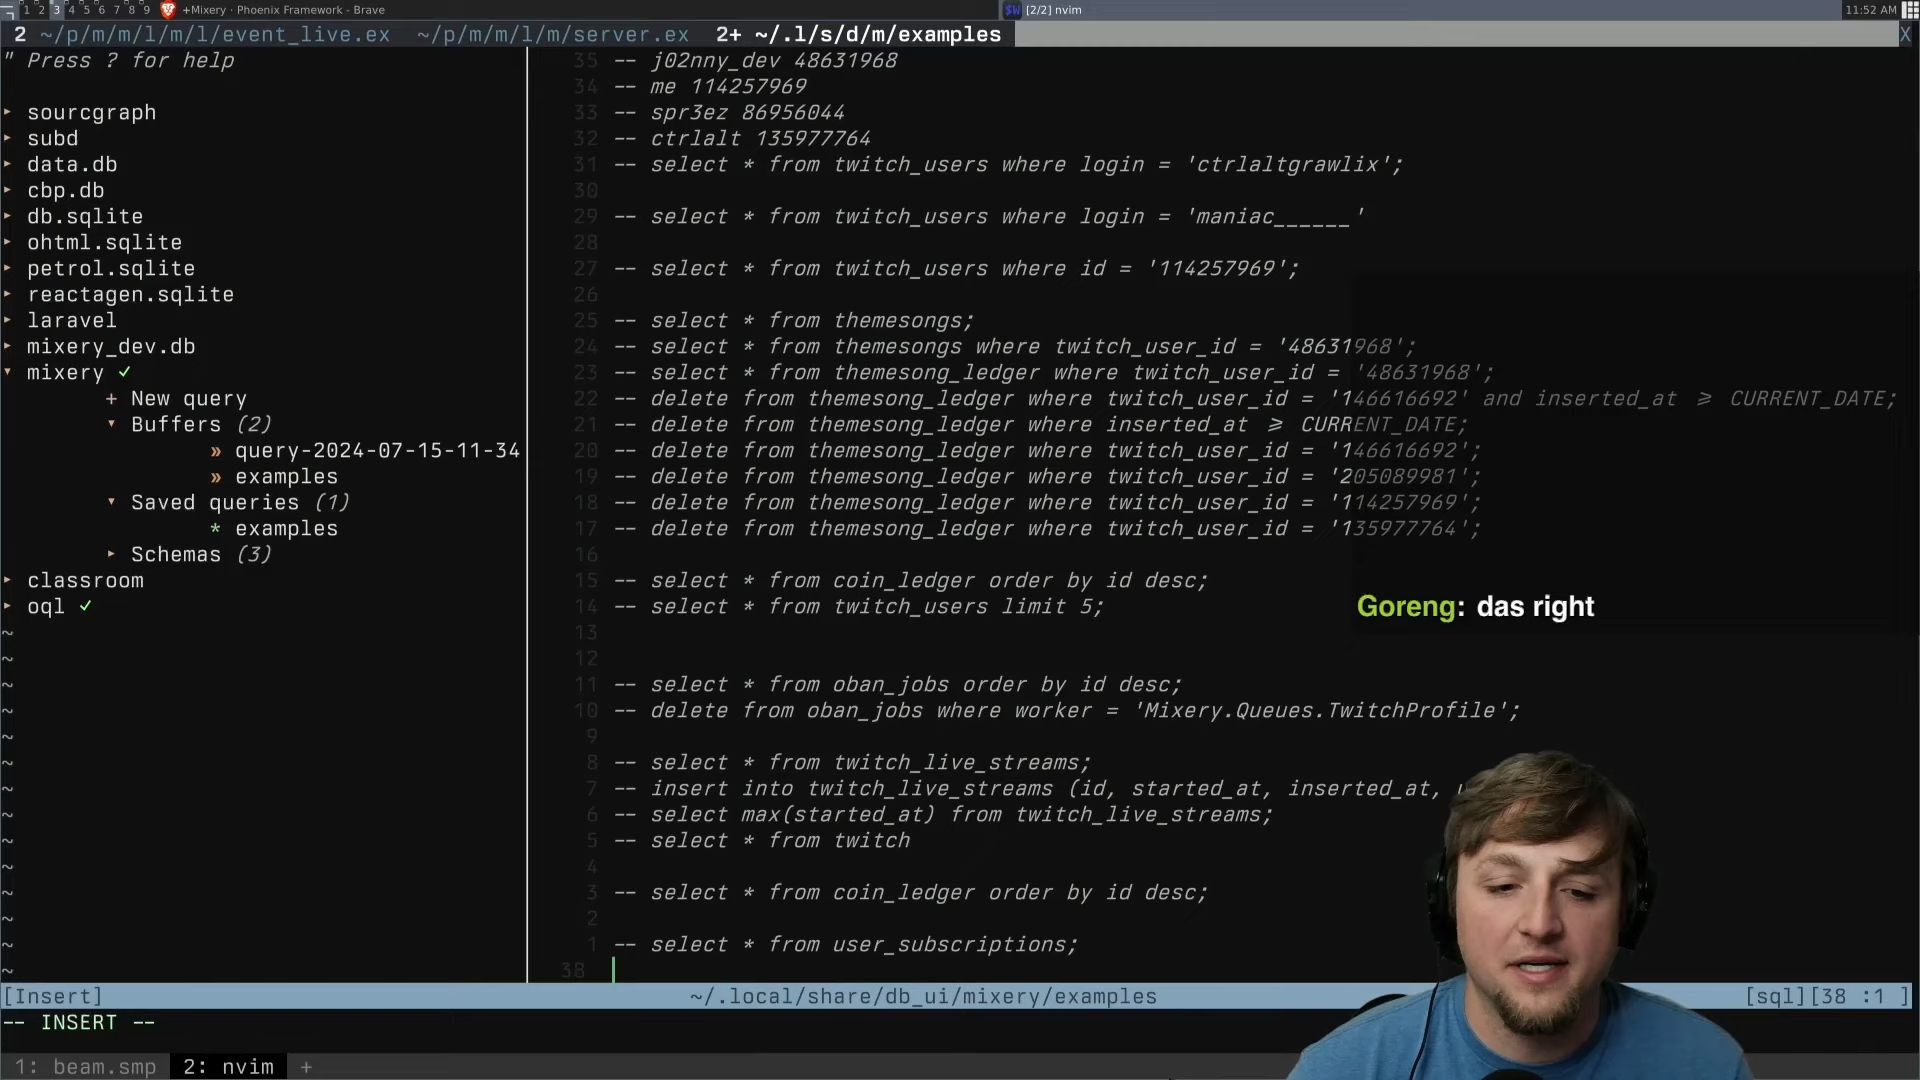 1 2 3 4 5 6 7 8 9 +Mixery · Phoenix Framework - Brave
[2/2] nvim
11:52 AM
2 ~/p/m/m/l/m/l/event_live.ex ~/p/m/m/l/m/server.ex 2+ ~/.l/s/d/m/examples X
" Press ? for help
▸ sourcgraph
▸ subd
▸ data.db
▸ cbp.db
▸ db.sqlite
▸ ohtml.sqlite
▸ petrol.sqlite
▸ reactagen.sqlite
▸ laravel
▸ mixery_dev.db
▾ mixery ✓
+ New query
▾ Buffers (2)
» query-2024-07-15-11-34
» examples
▾ Saved queries (1)
* examples
▸ Schemas (3)
▸ classroom
▸ oql ✓
~
~
~
~
~
~
~
~
~
~
~
~
~
~
35 -- j02nny_dev 48631968
34 -- me 114257969
33 -- spr3ez 86956044
32 -- ctrlalt 135977764
31 -- select * from twitch_users where login = 'ctrlaltgrawlix';
30
29 -- select * from twitch_users where login = 'maniac______'
28
27 -- select * from twitch_users where id = '114257969';
26
25 -- select * from themesongs;
24 -- select * from themesongs where twitch_user_id = '48631968';
23 -- select * from themesong_ledger where twitch_user_id = '48631968';
22 -- delete from themesong_ledger where twitch_user_id = '146616692' and inserted_at >= CURRENT_DATE;
21 -- delete from themesong_ledger where inserted_at >= CURRENT_DATE;
20 -- delete from themesong_ledger where twitch_user_id = '146616692';
19 -- delete from themesong_ledger where twitch_user_id = '205089981';
18 -- delete from themesong_ledger where twitch_user_id = '114257969';
17 -- delete from themesong_ledger where twitch_user_id = '135977764';
16
15 -- select * from coin_ledger order by id desc;
14 -- select * from twitch_users limit 5;
13
12
11 -- select * from oban_jobs order by id desc;
10 -- delete from oban_jobs where worker = 'Mixery.Queues.TwitchProfile';
9
8 -- select * from twitch_live_streams;
7 -- insert into twitch_live_streams (id, started_at, inserted_at,
6 -- select max(started_at) from twitch_live_streams;
5 -- select * from twitch
4
3 -- select * from coin_ledger order by id desc;
2
1 -- select * from user_subscriptions;
38
Goreng: das right
[Insert] ~/.local/share/db_ui/mixery/examples [sql][38 :1 ]
-- INSERT --
1: beam.smp 2: nvim +